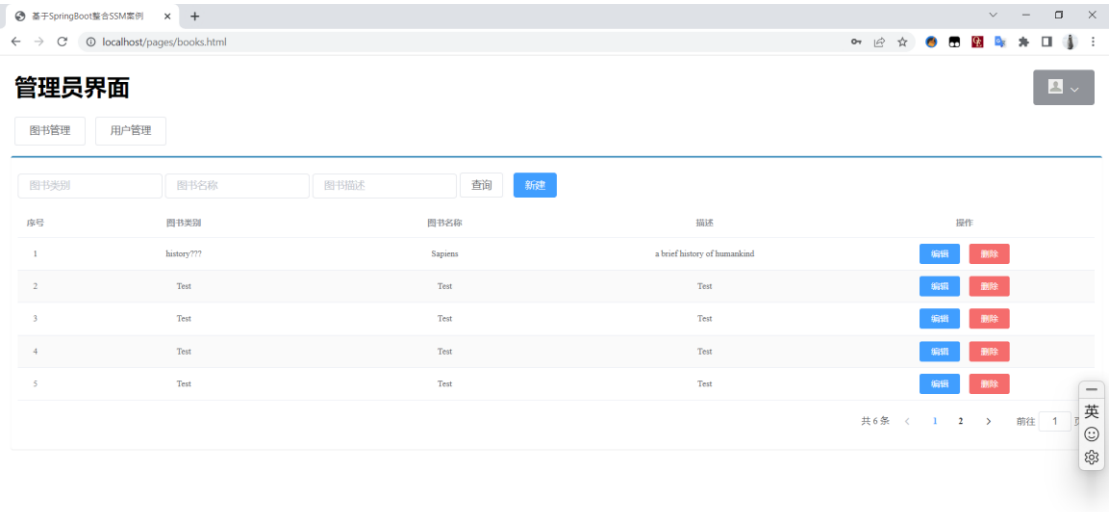 基于SpringBoot整合SSM案例
localhost/pages/books.html
管理员界面
图书管理 用户管理
图书类别 图书名称 图书描述 查询 新建
序号 图书类别 图书名称 描述 操作
1 history??? Sapiens a brief history of humankind 编辑 删除
2 Test Test Test 编辑 删除
3 Test Test Test 编辑 删除
4 Test Test Test 编辑 删除
5 Test Test Test 编辑 删除
共 6 条 1 2 前往 1
英